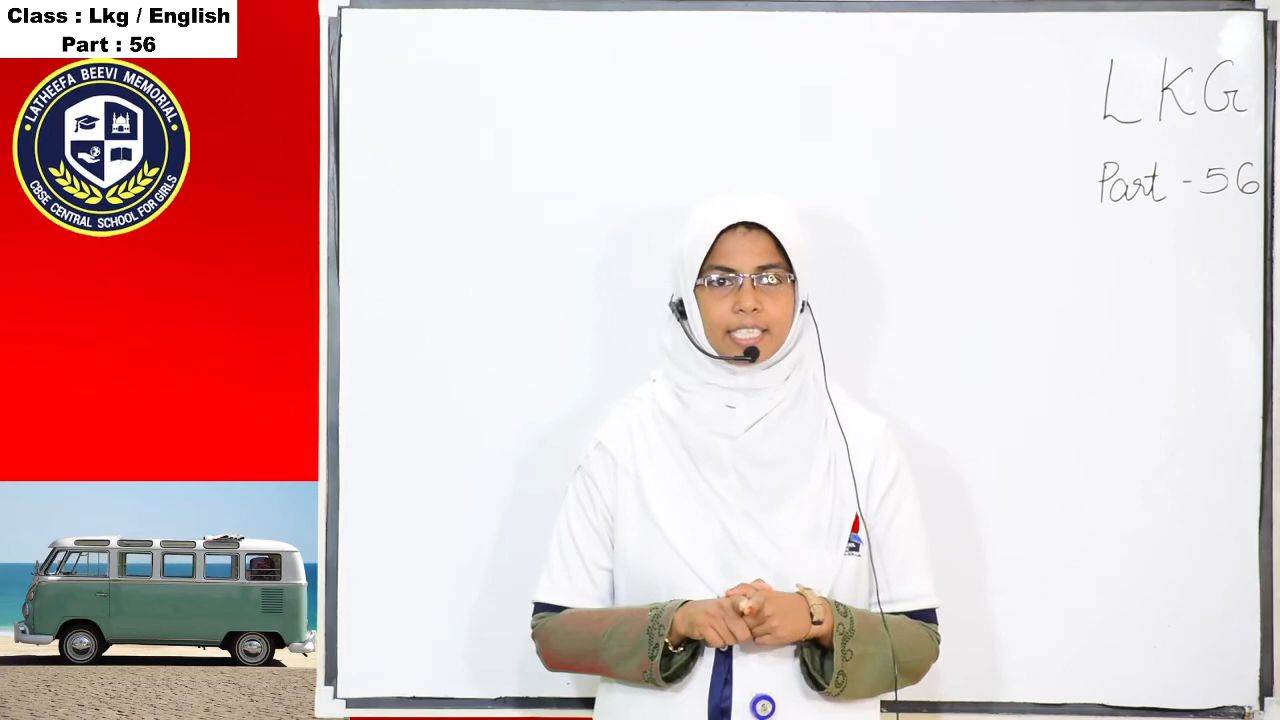 Class : Lkg / English
Part : 56
LATHEEFA BEEVI MEMORIAL
CBSE CENTRAL SCHOOL FOR GIRLS
LKG
Part - 56